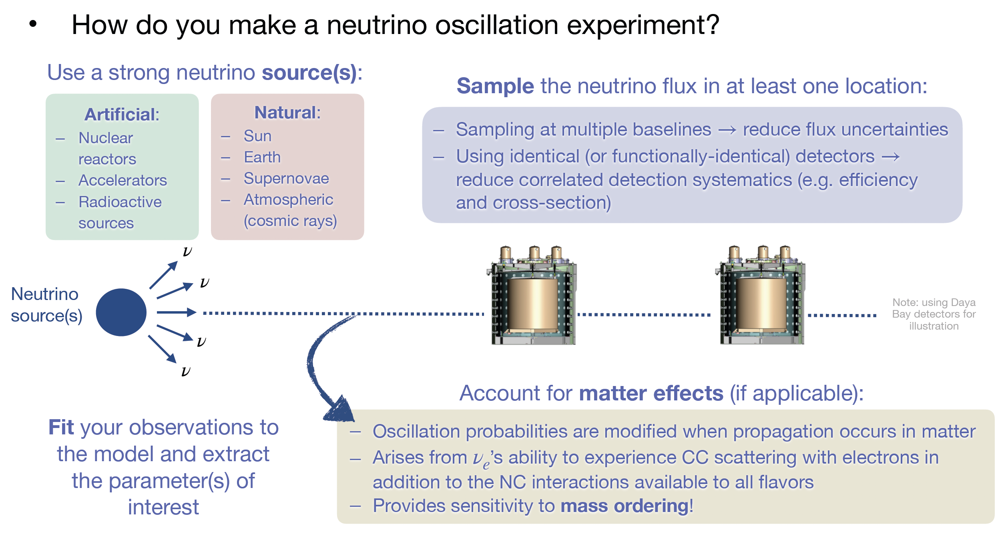 • How do you make a neutrino oscillation experiment?
Use a strong neutrino source(s):
Artificial:
– Nuclear
reactors
– Accelerators
– Radioactive
sources
Natural:
– Sun
– Earth
– Supernovae
– Atmospheric
(cosmic rays)
Sample the neutrino flux in at least one location:
– Sampling at multiple baselines → reduce flux uncertainties
– Using identical (or functionally-identical) detectors →
reduce correlated detection systematics (e.g. efficiency
and cross-section)
Neutrino
source(s)
ν
ν
ν
ν
Note: using Daya
Bay detectors for
illustration
Fit your observations to
the model and extract
the parameter(s) of
interest
Account for matter effects (if applicable):
– Oscillation probabilities are modified when propagation occurs in matter
– Arises from νₑ’s ability to experience CC scattering with electrons in
addition to the NC interactions available to all flavors
– Provides sensitivity to mass ordering!